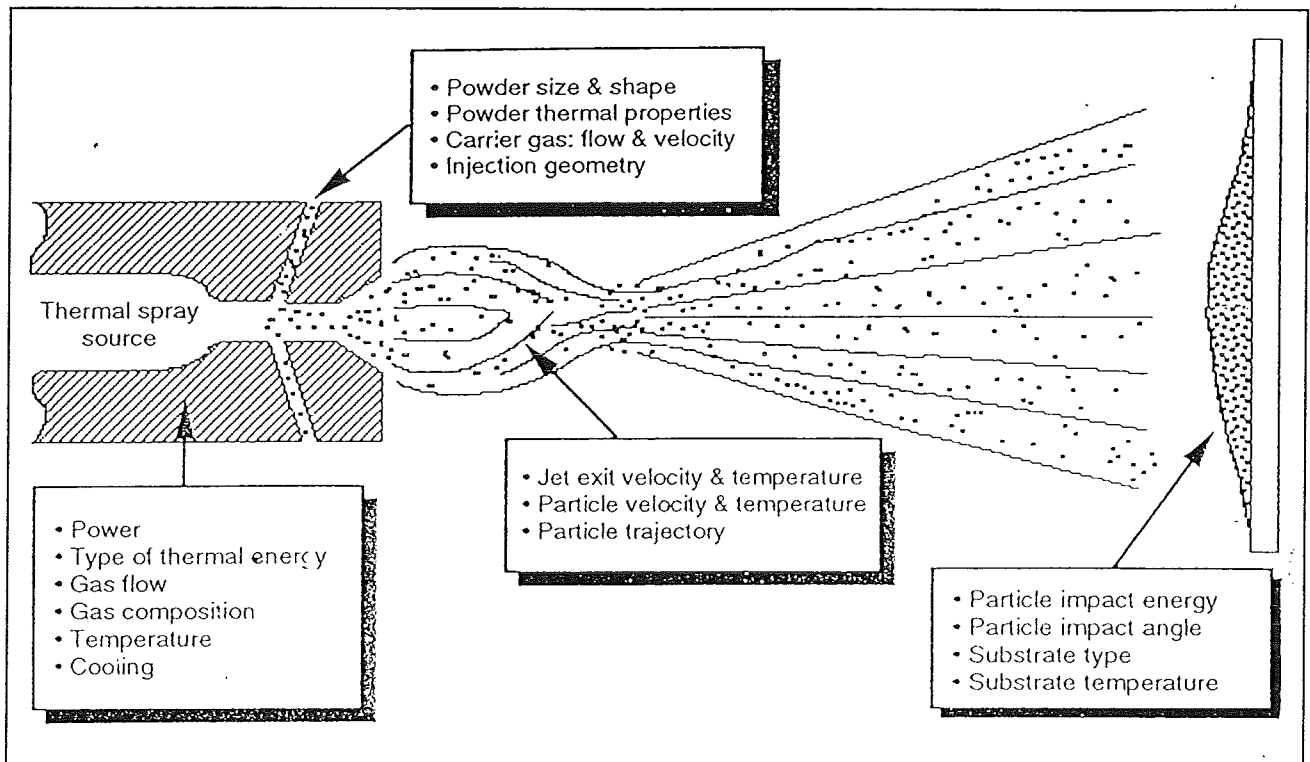 • Powder size & shape
• Powder thermal properties
• Carrier gas: flow & velocity
• Injection geometry
Thermal spray
source
• Jet exit velocity & temperature
• Particle velocity & temperature
• Particle trajectory
• Power
• Type of thermal energy
• Gas flow
• Gas composition
• Temperature
• Cooling
• Particle impact energy
• Particle impact angle
• Substrate type
• Substrate temperature